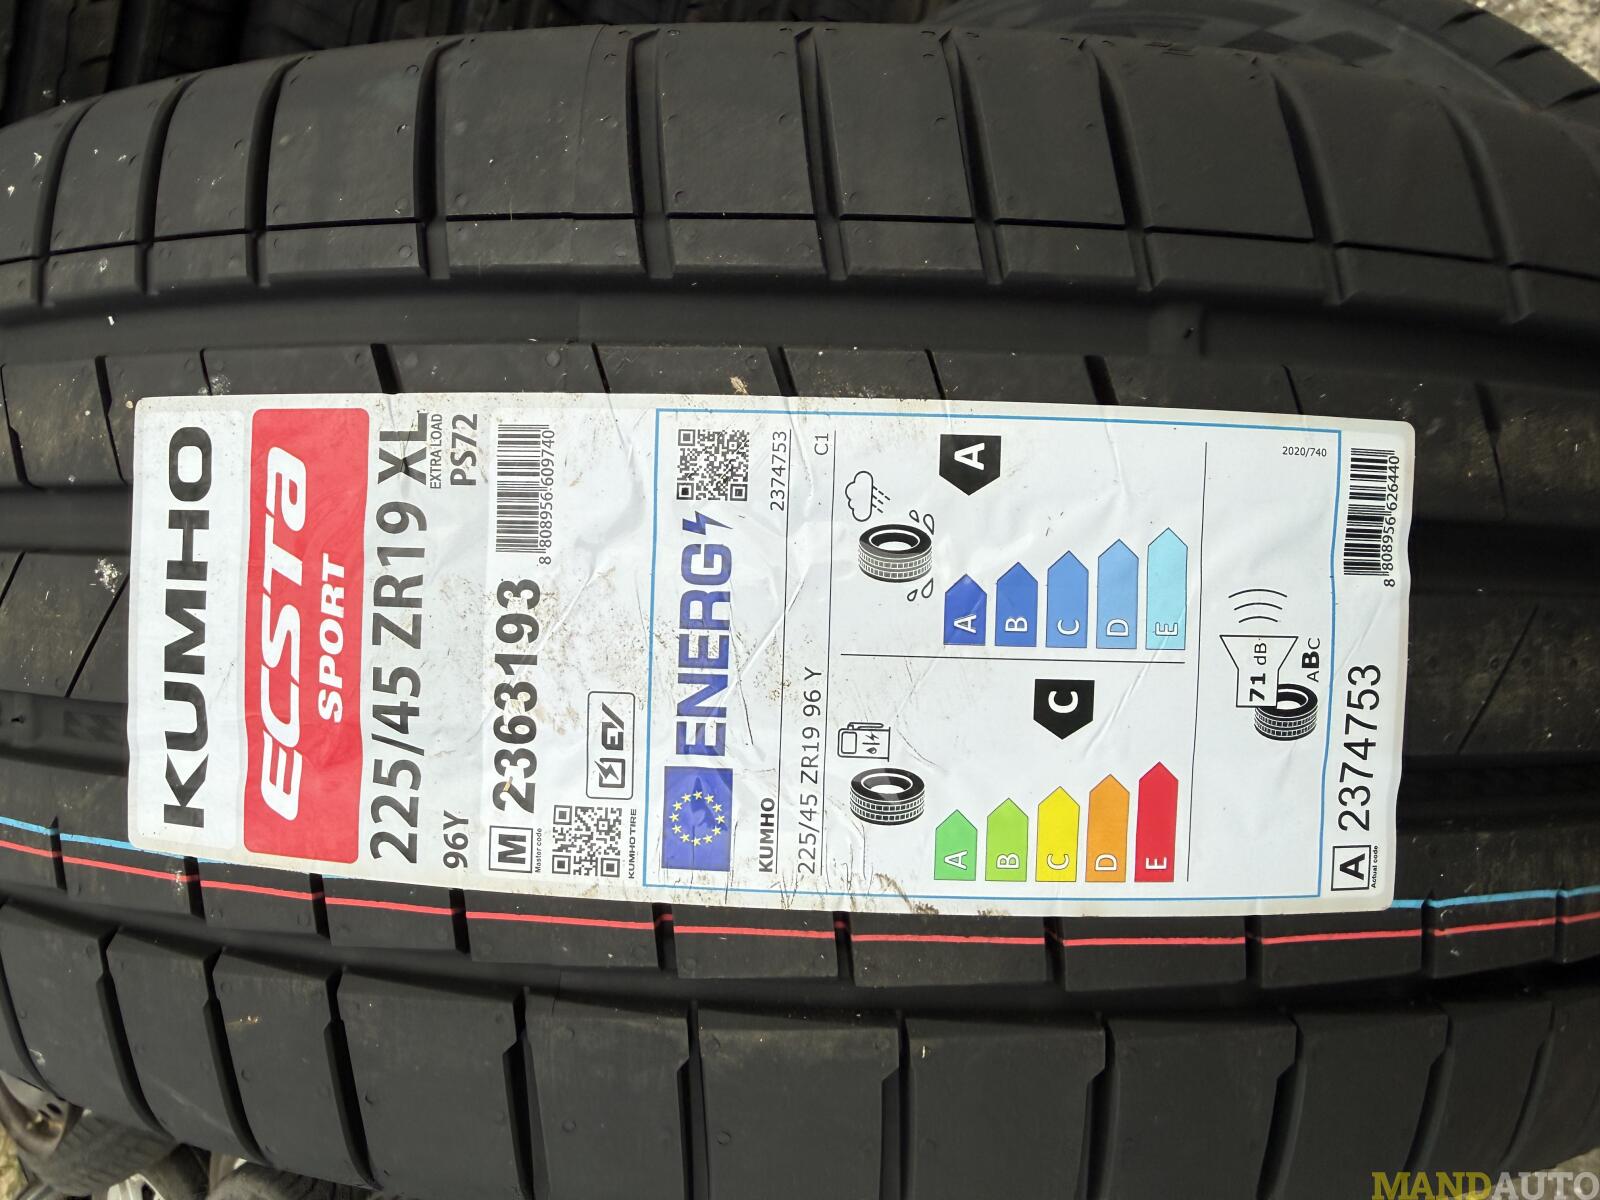 KUMHO
ECSTA
SPORT
225/45 ZR19 XL
EXTRA LOAD
96Y
PS72
M 2363193
Master code
8 808956 609740
EV
KUMHO TIRE
ENERG
KUMHO
2374753
225/45 ZR19 96 Y
C1
A
A
B
C
D
E
C
A
B
C
D
E
71 dB
ABC
2020/740
A 2374753
Actual code
8 808956 626440
MANDAUTO